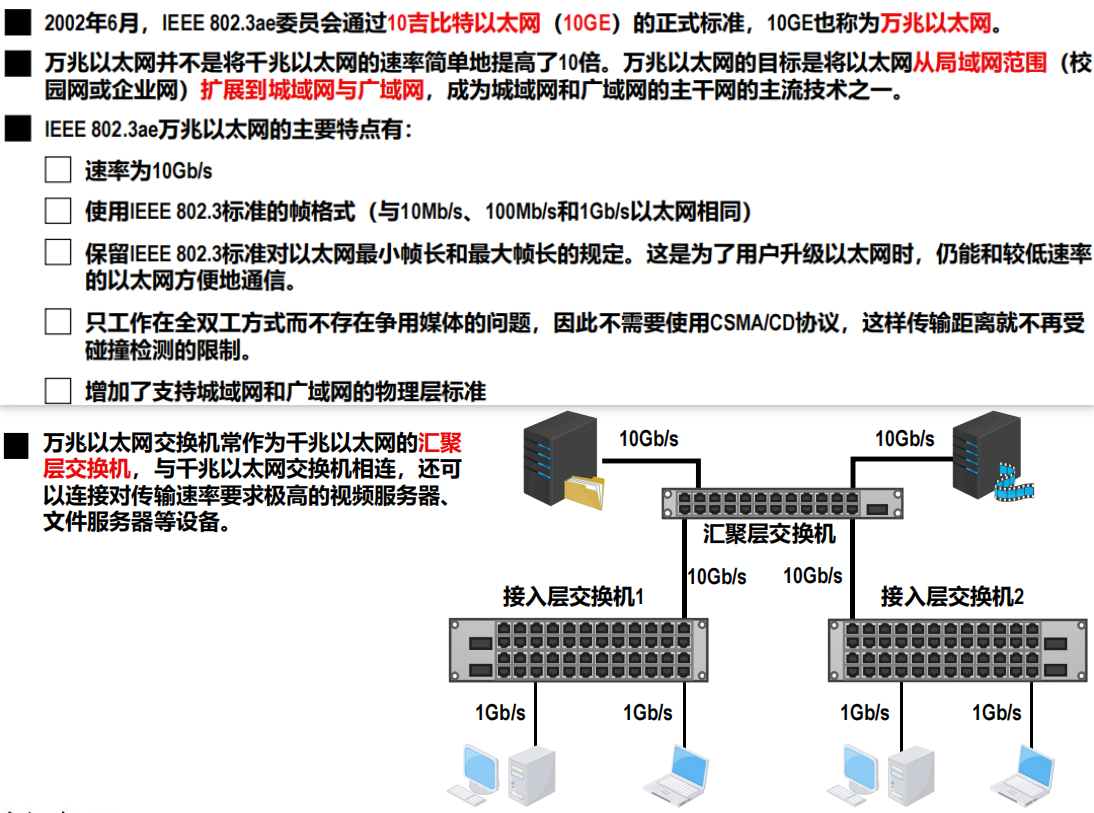 2002年6月，IEEE 802.3ae委员会通过10吉比特以太网（10GE）的正式标准，10GE也称为万兆以太网。
万兆以太网并不是将千兆以太网的速率简单地提高了10倍。万兆以太网的目标是将以太网从局域网范围（校
园网或企业网）扩展到城域网与广域网，成为城域网和广域网的主干网的主流技术之一。
IEEE 802.3ae万兆以太网的主要特点有：
速率为10Gb/s
使用IEEE 802.3标准的帧格式（与10Mb/s、100Mb/s和1Gb/s以太网相同）
保留IEEE 802.3标准对以太网最小帧长和最大帧长的规定。这是为了用户升级以太网时，仍能和较低速率
的以太网方便地通信。
只工作在全双工方式而不存在争用媒体的问题，因此不需要使用CSMA/CD协议，这样传输距离就不再受
碰撞检测的限制。
增加了支持城域网和广域网的物理层标准
万兆以太网交换机常作为千兆以太网的汇聚
层交换机，与千兆以太网交换机相连，还可
以连接对传输速率要求极高的视频服务器、
文件服务器等设备。
10Gb/s
10Gb/s
汇聚层交换机
10Gb/s
10Gb/s
接入层交换机1
接入层交换机2
1Gb/s
1Gb/s
1Gb/s
1Gb/s